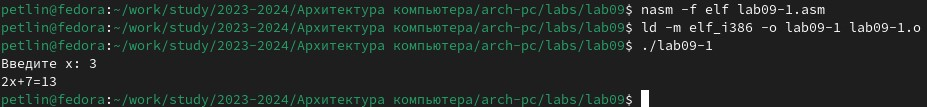 petlin@fedora:~/work/study/2023-2024/Архитектура компьютера/arch-pc/labs/lab09$ nasm -f elf lab09-1.asm
petlin@fedora:~/work/study/2023-2024/Архитектура компьютера/arch-pc/labs/lab09$ ld -m elf_i386 -o lab09-1 lab09-1.o
petlin@fedora:~/work/study/2023-2024/Архитектура компьютера/arch-pc/labs/lab09$ ./lab09-1
Введите x: 3
2x+7=13
petlin@fedora:~/work/study/2023-2024/Архитектура компьютера/arch-pc/labs/lab09$